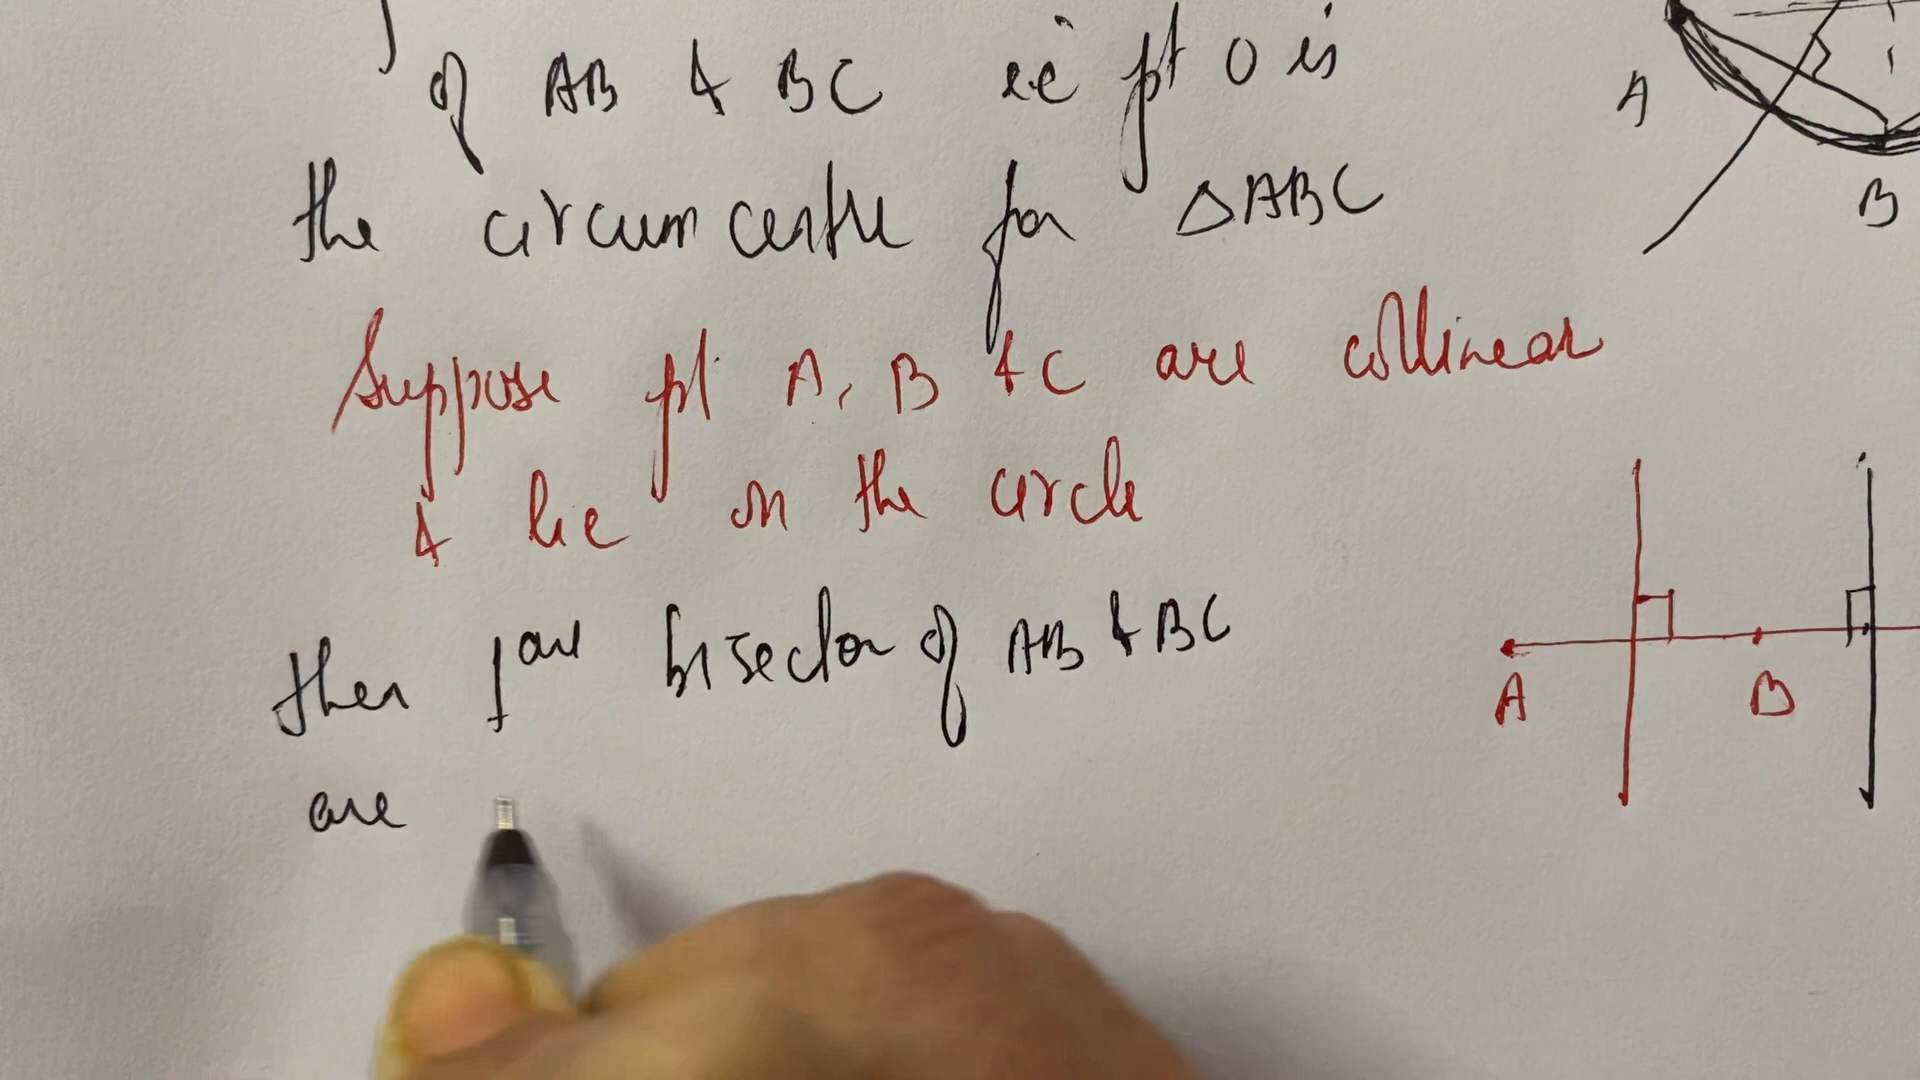 of AB & BC ie pt O is
the circumcentre for △ABC
Suppose pt A, B & C are collinear
& lie on the circle
then ⊥ar bisector of AB & BC
are
A
B
A
B